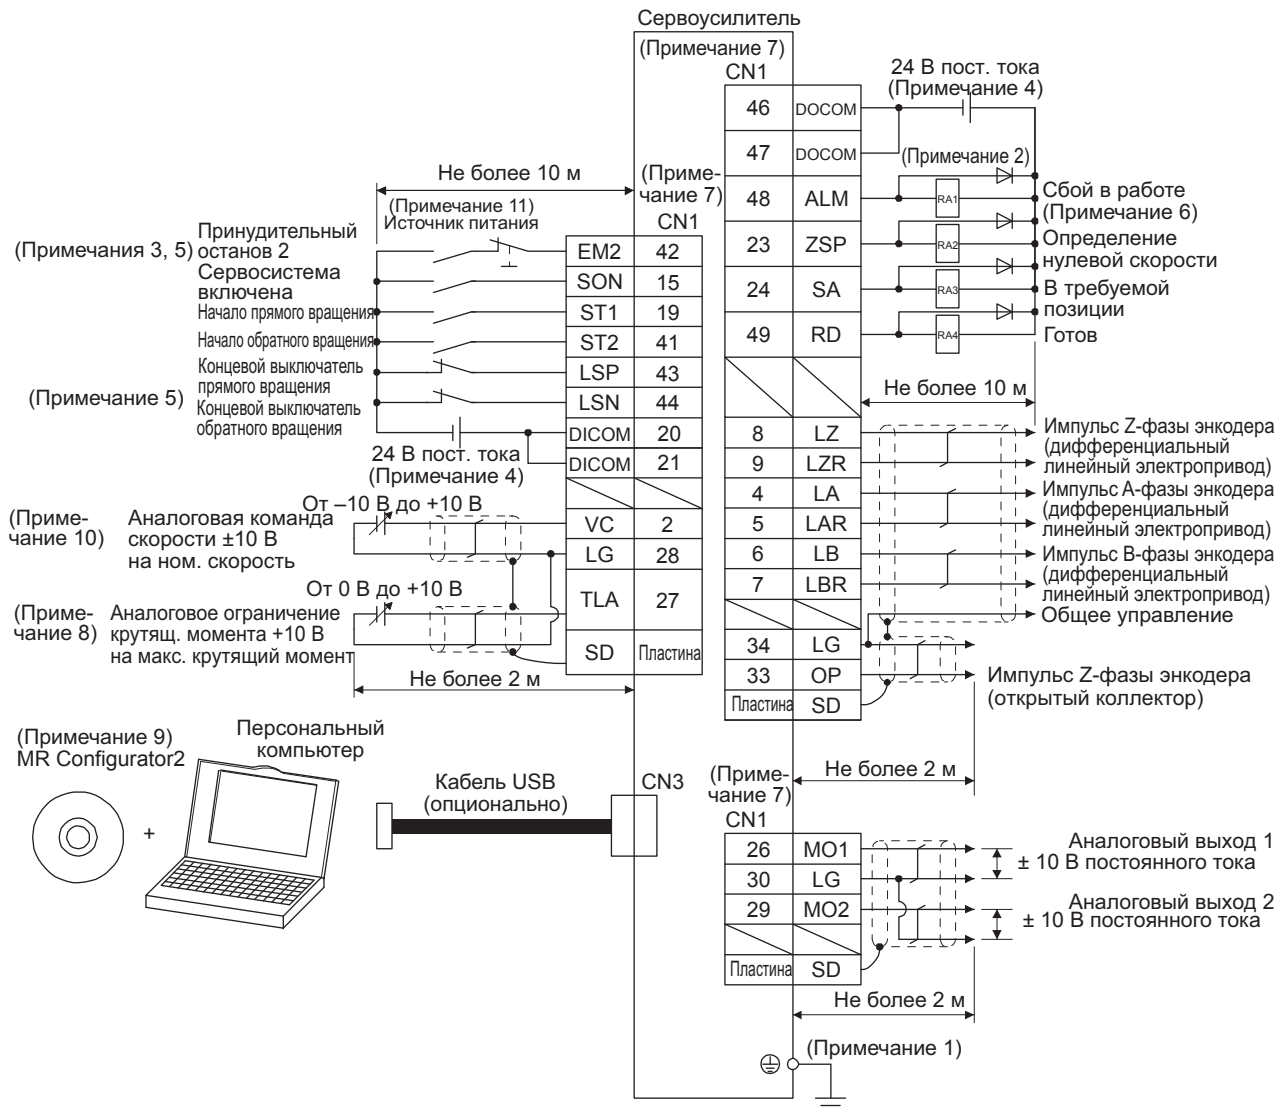 Сервоусилитель
(Примечание 7)
CN1
24 В пост. тока
(Примечание 4)
46 DOCOM
47 DOCOM
(Примечание 2)
48 ALM
RA1
Сбой в работе
(Примечание 6)
23 ZSP
RA2
Определение
нулевой скорости
24 SA
RA3
В требуемой
позиции
49 RD
RA4
Готов
Не более 10 м
(Приме-
чание 7)
CN1
(Примечание 11)
Источник питания
(Примечания 3, 5)
Принудительный
останов 2
EM2 42
Сервосистема
включена
SON 15
Начало прямого вращения
ST1 19
Начало обратного вращения
ST2 41
Концевой выключатель
прямого вращения
LSP 43
(Примечание 5)
Концевой выключатель
обратного вращения
LSN 44
DICOM 20
24 В пост. тока
(Примечание 4)
DICOM 21
От –10 В до +10 В
(Приме-
чание 10)
Аналоговая команда
скорости ±10 В
на ном. скорость
VC 2
LG 28
От 0 В до +10 В
(Приме-
чание 8)
Аналоговое ограничение
крутящ. момента +10 В
на макс. крутящий момент
TLA 27
SD Пластина
Не более 2 м
Не более 10 м
8 LZ
9 LZR
Импульс Z-фазы энкодера
(дифференциальный
линейный электропривод)
4 LA
5 LAR
Импульс A-фазы энкодера
(дифференциальный
линейный электропривод)
6 LB
7 LBR
Импульс B-фазы энкодера
(дифференциальный
линейный электропривод)
Общее управление
34 LG
33 OP
Импульс Z-фазы энкодера
(открытый коллектор)
Пластина SD
Не более 2 м
(Примечание 9)
MR Configurator2
+
Персональный
компьютер
Кабель USB
(опционально)
CN3
(Приме-
чание 7)
CN1
26 MO1
Аналоговый выход 1
± 10 В постоянного тока
30 LG
29 MO2
Аналоговый выход 2
± 10 В постоянного тока
Пластина SD
Не более 2 м
(Примечание 1)